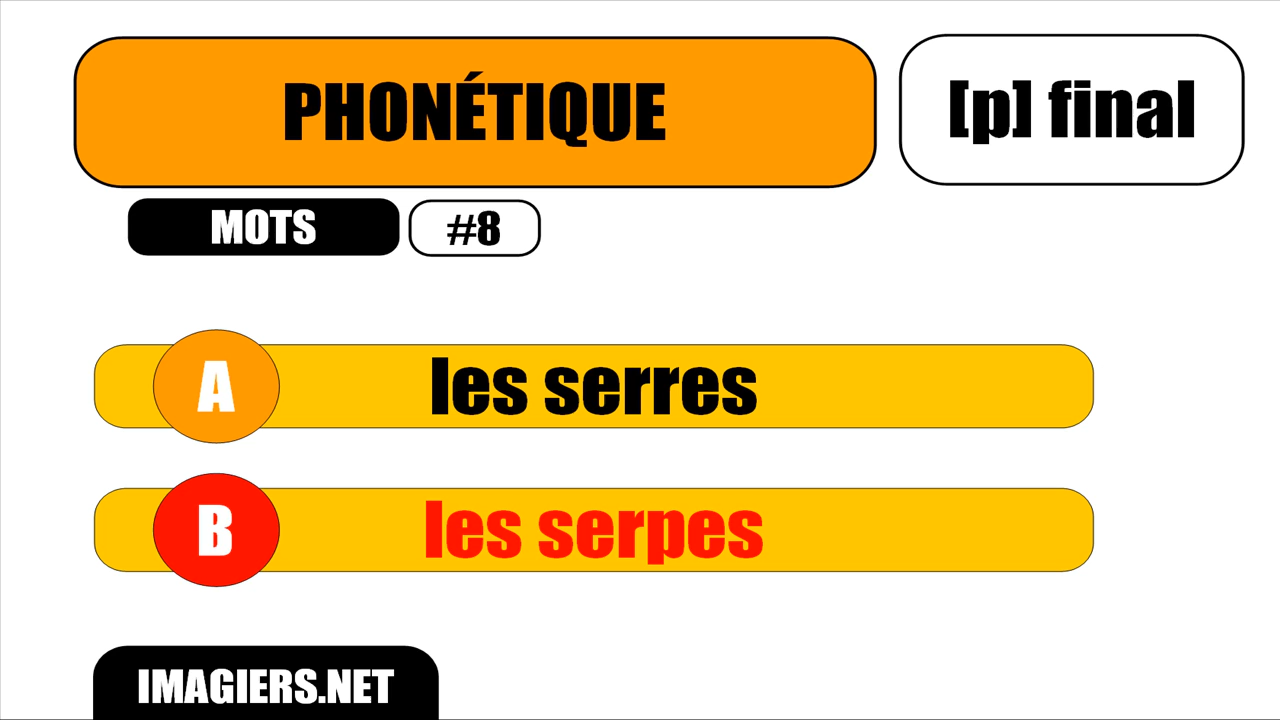 PHONÉTIQUE
[p] final
MOTS
#8
A
les serres
B
les serpes
IMAGIERS.NET